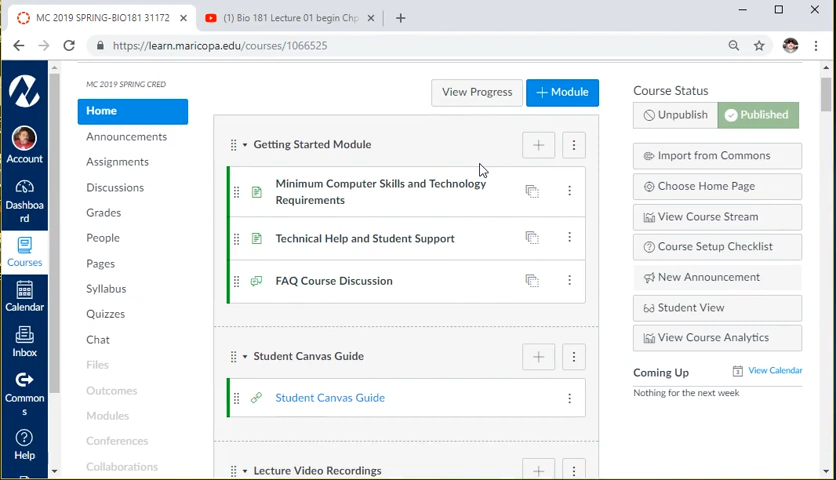 MC 2019 SPRING-BIO181 31172
(1) Bio 181 Lecture 01 begin Chp
https://learn.maricopa.edu/courses/1066525
Account
Dashboa
rd
Courses
Calendar
Inbox
Common
s
Help
MC 2019 SPRING CRED
Home
Announcements
Assignments
Discussions
Grades
People
Pages
Syllabus
Quizzes
Chat
Files
Outcomes
Modules
Conferences
Collaborations
View Progress
+ Module
Getting Started Module
Minimum Computer Skills and Technology
Requirements
Technical Help and Student Support
FAQ Course Discussion
Student Canvas Guide
Student Canvas Guide
Lecture Video Recordings
Course Status
Unpublish
Published
Import from Commons
Choose Home Page
View Course Stream
Course Setup Checklist
New Announcement
Student View
View Course Analytics
Coming Up
View Calendar
Nothing for the next week